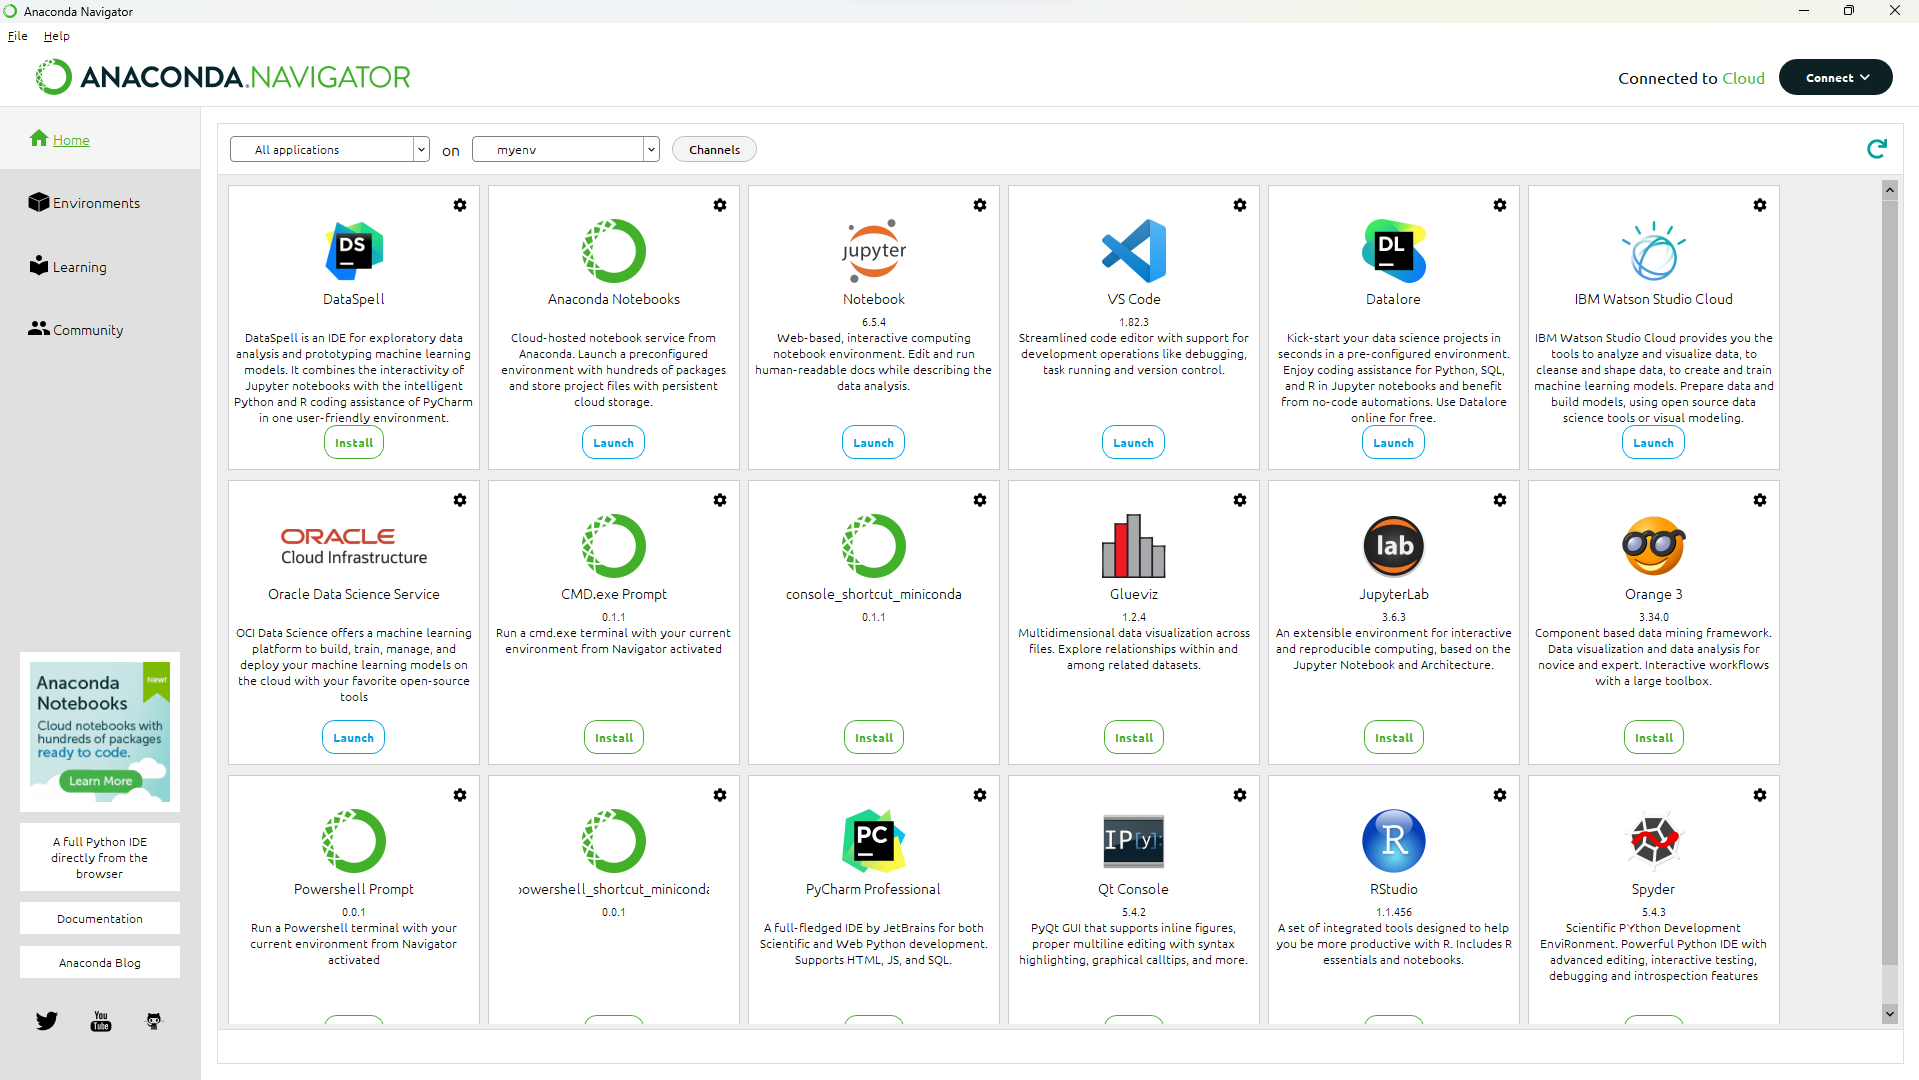 Anaconda Navigator
File Help
ANACONDA.NAVIGATOR
Connected to Cloud
Connect
Home
Environments
Learning
Community
Anaconda
Notebooks
New!
Cloud notebooks with
hundreds of packages
ready to code.
Learn More
A full Python IDE
directly from the
browser
Documentation
Anaconda Blog
You
Tube
All applications
on
myenv
Channels
DS
DataSpell
DataSpell is an IDE for exploratory data
analysis and prototyping machine learning
models. It combines the interactivity of
Jupyter notebooks with the intelligent
Python and R coding assistance of PyCharm
in one user-friendly environment.
Install
Anaconda Notebooks
Cloud-hosted notebook service from
Anaconda. Launch a preconfigured
environment with hundreds of packages
and store project files with persistent
cloud storage.
Launch
jupyter
Notebook
6.5.4
Web-based, interactive computing
notebook environment. Edit and run
human-readable docs while describing the
data analysis.
Launch
VS Code
1.82.3
Streamlined code editor with support for
development operations like debugging,
task running and version control.
Launch
DL
Datalore
Kick-start your data science projects in
seconds in a pre-configured environment.
Enjoy coding assistance for Python, SQL,
and R in Jupyter notebooks and benefit
from no-code automations. Use Datalore
online for free.
Launch
IBM Watson Studio Cloud
IBM Watson Studio Cloud provides you the
tools to analyze and visualize data, to
cleanse and shape data, to create and train
machine learning models. Prepare data and
build models, using open source data
science tools or visual modeling.
Launch
ORACLE
Cloud Infrastructure
Oracle Data Science Service
OCI Data Science offers a machine learning
platform to build, train, manage, and
deploy your machine learning models on
the cloud with your favorite open-source
tools
Launch
CMD.exe Prompt
0.1.1
Run a cmd.exe terminal with your current
environment from Navigator activated
Install
console_shortcut_miniconda
0.1.1
Install
Glueviz
1.2.4
Multidimensional data visualization across
files. Explore relationships within and
among related datasets.
Install
lab
JupyterLab
3.6.3
An extensible environment for interactive
and reproducible computing, based on the
Jupyter Notebook and Architecture.
Install
Orange 3
3.34.0
Component based data mining framework.
Data visualization and data analysis for
novice and expert. Interactive workflows
with a large toolbox.
Install
Powershell Prompt
0.0.1
Run a Powershell terminal with your
current environment from Navigator
activated
powershell_shortcut_miniconda
0.0.1
PC
PyCharm Professional
A full-fledged IDE by JetBrains for both
Scientific and Web Python development.
Supports HTML, JS, and SQL.
IP[y]:
Qt Console
5.4.2
PyQt GUI that supports inline figures,
proper multiline editing with syntax
highlighting, graphical calltips, and more.
R
RStudio
1.1.456
A set of integrated tools designed to help
you be more productive with R. Includes R
essentials and notebooks.
Spyder
5.4.3
Scientific PYthon Development
EnviRonment. Powerful Python IDE with
advanced editing, interactive testing,
debugging and introspection features